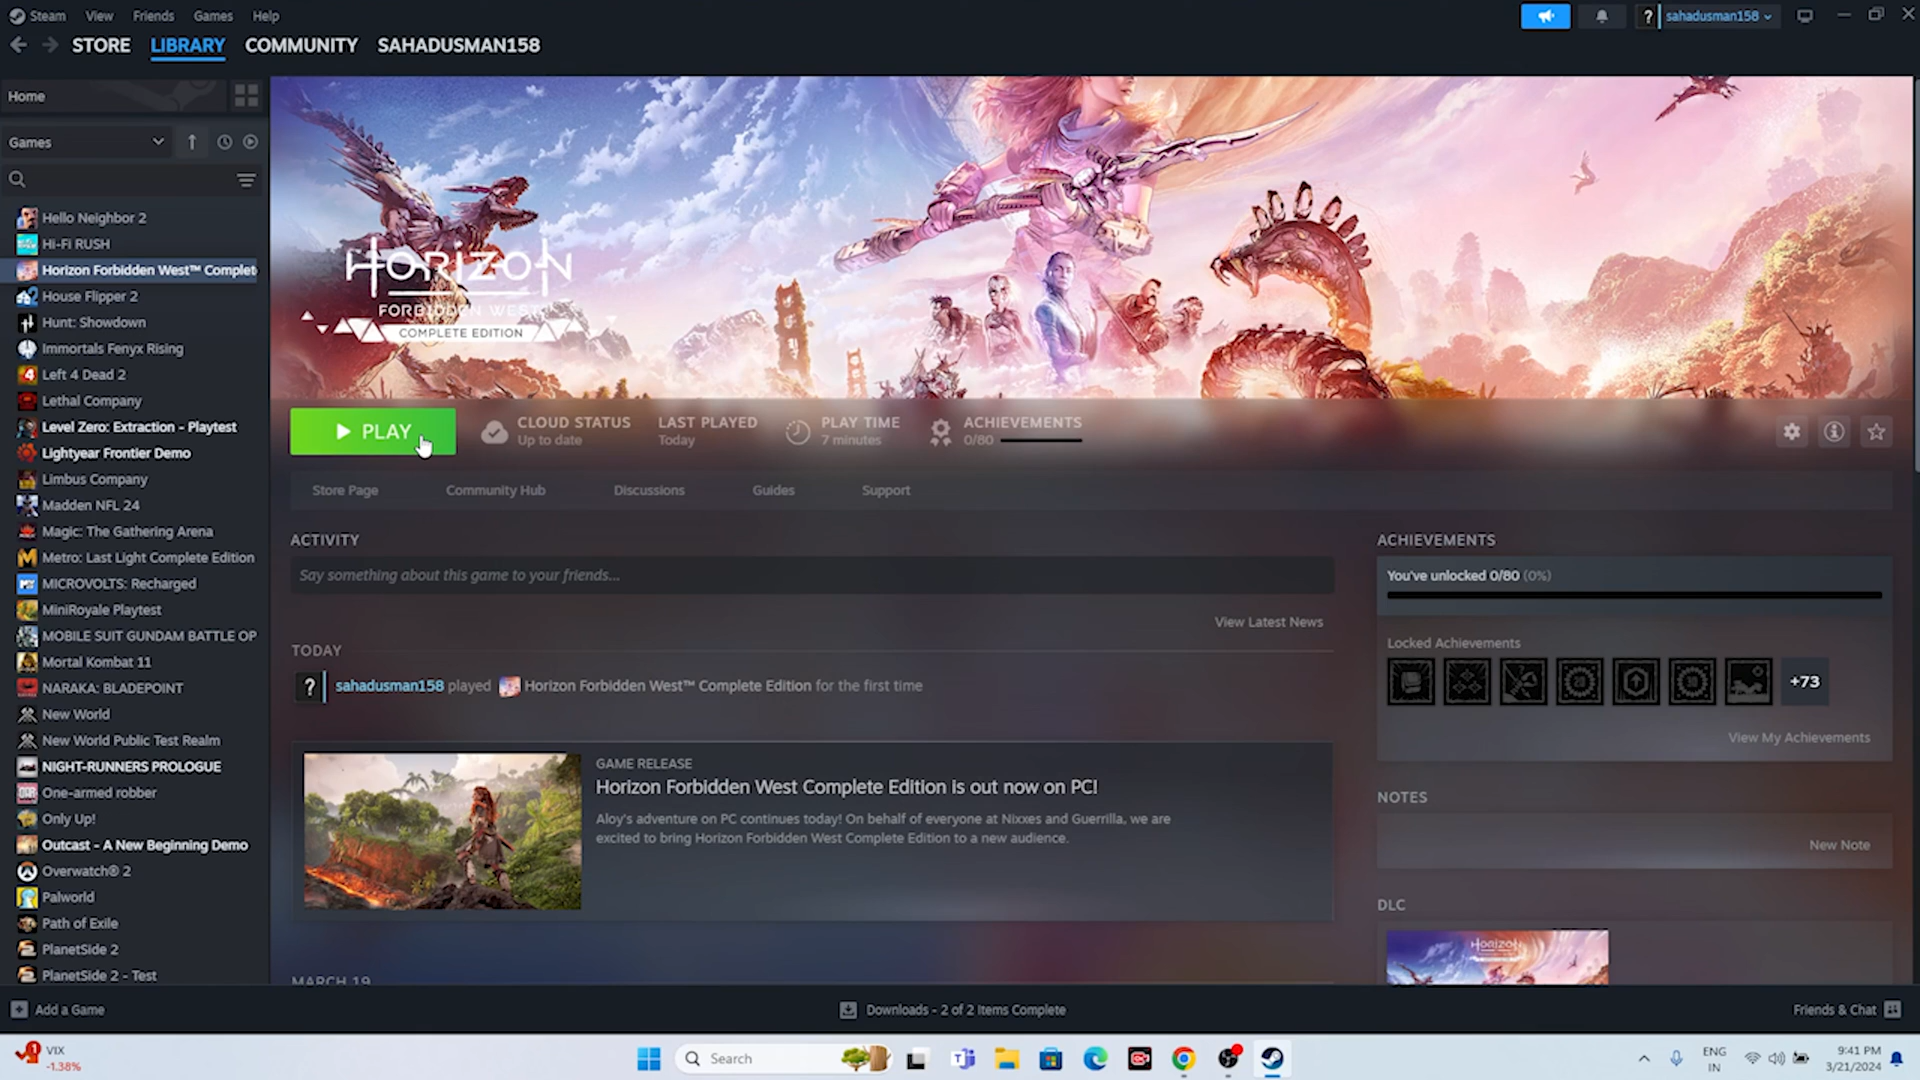 Steam View Friends Games Help
sahadusman158
STORE LIBRARY COMMUNITY SAHADUSMAN158
Home
Games
Hello Neighbor 2
Hi-Fi RUSH
Horizon Forbidden West™ Complet
House Flipper 2
Hunt: Showdown
Immortals Fenyx Rising
Left 4 Dead 2
Lethal Company
Level Zero: Extraction - Playtest
Lightyear Frontier Demo
Limbus Company
Madden NFL 24
Magic: The Gathering Arena
Metro: Last Light Complete Edition
MICROVOLTS: Recharged
MiniRoyale Playtest
MOBILE SUIT GUNDAM BATTLE OP
Mortal Kombat 11
NARAKA: BLADEPOINT
New World
New World Public Test Realm
NIGHT-RUNNERS PROLOGUE
One-armed robber
Only Up!
Outcast - A New Beginning Demo
Overwatch® 2
Palworld
Path of Exile
PlanetSide 2
PlanetSide 2 - Test
HORIZON
FORBIDDEN WEST
COMPLETE EDITION
PLAY
CLOUD STATUS
Up to date
LAST PLAYED
Today
PLAY TIME
7 minutes
ACHIEVEMENTS
0/80
Store Page Community Hub Discussions Guides Support
ACTIVITY
Say something about this game to your friends...
View Latest News
TODAY
? sahadusman158 played Horizon Forbidden West™ Complete Edition for the first time
GAME RELEASE
Horizon Forbidden West Complete Edition is out now on PC!
Aloy's adventure on PC continues today! On behalf of everyone at Nixxes and Guerrilla, we are
excited to bring Horizon Forbidden West Complete Edition to a new audience.
MARCH 19
ACHIEVEMENTS
You've unlocked 0/80 (0%)
Locked Achievements
+73
View My Achievements
NOTES
New Note
DLC
HORIZON
Add a Game
Downloads - 2 of 2 Items Complete
Friends & Chat
1 VIX
-1.38%
Search
ENG
IN
9:41 PM
3/21/2024